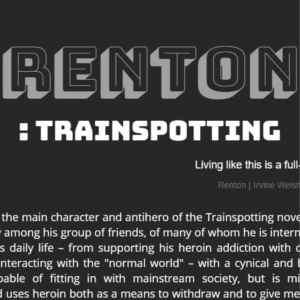 RENTON
: TRAINSPOTTING
Living like this is a full-
Renton | Irvine Welsh
the main character and antihero of the Trainspotting nove
among his group of friends, of many of whom he is intern
s daily life – from supporting his heroin addiction with d
nteracting with the "normal world" – with a cynical and b
pable of fitting in with mainstream society, but is mi
d uses heroin both as a means to withdraw and to give me